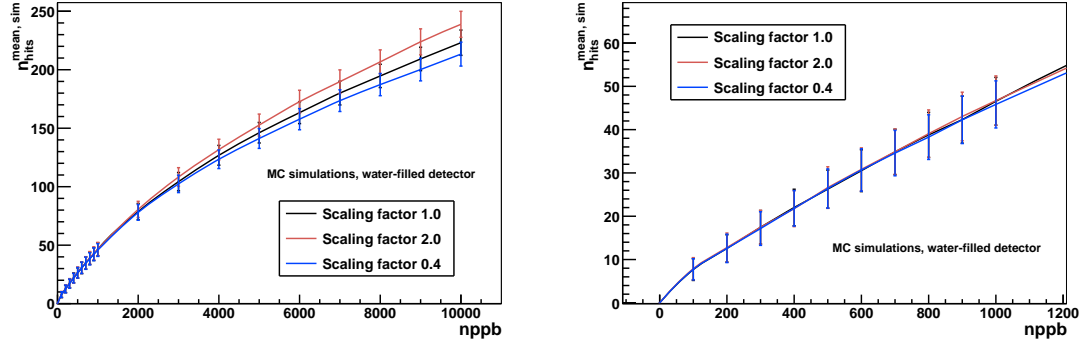 n_hits^mean, sim
250
200
150
100
50
0
MC simulations, water-filled detector
Scaling factor 1.0
Scaling factor 2.0
Scaling factor 0.4
0 2000 4000 6000 8000 10000
nppb
n_hits^mean, sim
60
50
40
30
20
10
0
Scaling factor 1.0
Scaling factor 2.0
Scaling factor 0.4
MC simulations, water-filled detector
0 200 400 600 800 1000 1200
nppb